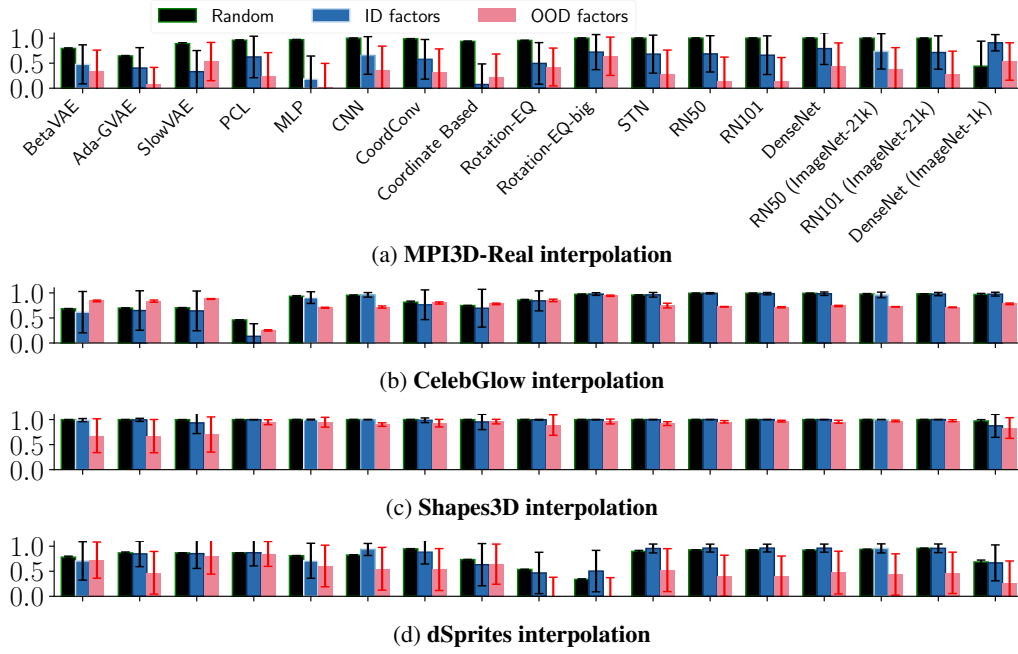 Random ID factors OOD factors
1.0
0.5
0.0
BetaVAE
Ada-GVAE
SlowVAE
PCL
MLP
CNN
CoordConv
Coordinate Based
Rotation-EQ
Rotation-EQ-big
STN
RN50
RN101
DenseNet
RN50 (ImageNet-21k)
RN101 (ImageNet-21k)
DenseNet (ImageNet-1k)
(a) MPI3D-Real interpolation
1.0
0.5
0.0
(b) CelebGlow interpolation
1.0
0.5
0.0
(c) Shapes3D interpolation
1.0
0.5
0.0
(d) dSprites interpolation